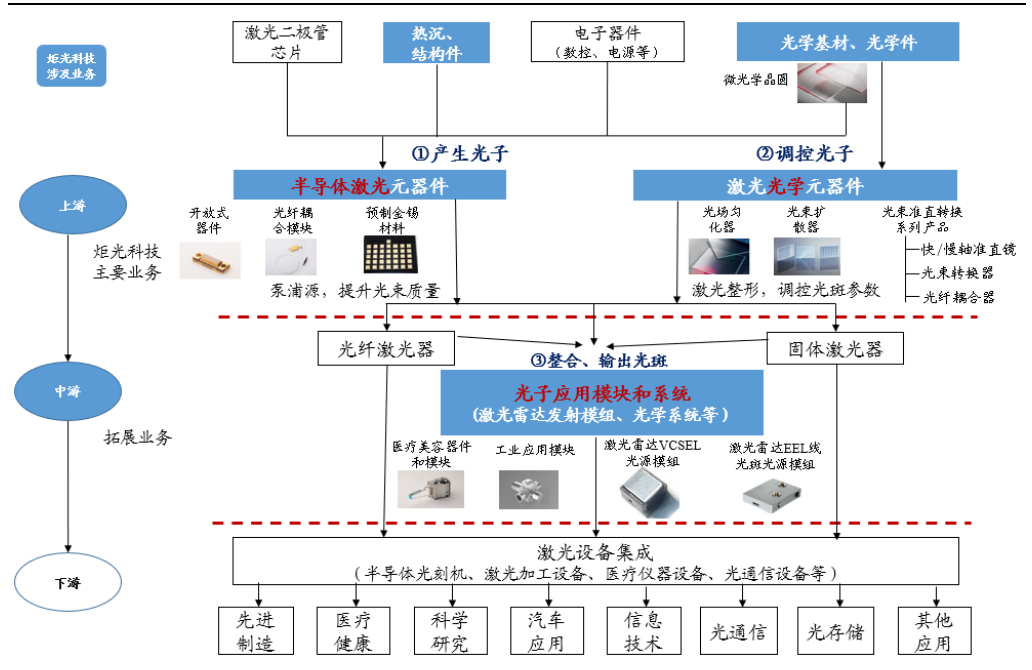 激光二极管
芯片
热沉、
结构件
电子器件
（数控、电源等）
光学基材、光学件
炬光科技
涉及业务
微光学晶圆
①产生光子
②调控光子
半导体激光元器件
激光光学元器件
上游
开放式
器件
光纤耦
合模块
预制金锡
材料
光场匀
化器
光束扩
散器
光束准直转换
系列产品
快/慢轴准直镜
光束转换器
光纤耦合器
炬光科技
主要业务
泵浦源，提升光束质量
激光整形，调控光斑参数
光纤激光器
固体激光器
③整合、输出光斑
中游
光子应用模块和系统
(激光雷达发射模组、光学系统等）
拓展业务
医疗美容器件
和模块
工业应用模块
激光雷达VCSEL
光源模组
激光雷达EEL线
光斑光源模组
下游
激光设备集成
（半导体光刻机、激光加工设备、医疗仪器设备、光通信设备等）
先进
制造
医疗
健康
科学
研究
汽车
应用
信息
技术
光通信
光存储
其他
应用